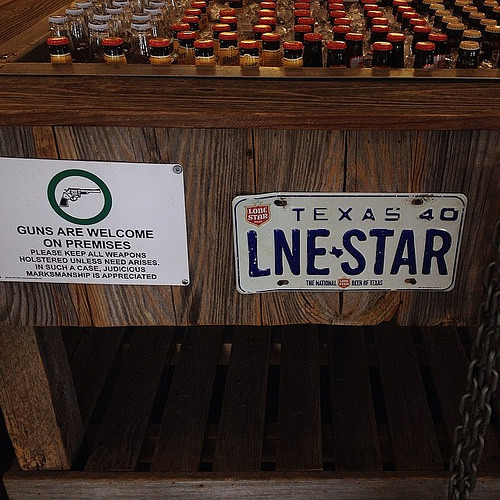 GUNS ARE WELCOME
ON PREMISES
PLEASE KEEP ALL WEAPONS
HOLSTERED UNLESS NEED ARISES.
IN SUCH A CASE, JUDICIOUS
MARKSMANSHIP IS APPRECIATED
LONE STAR
TEXAS 40
LNE STAR
THE NATIONAL BEER OF TEXAS